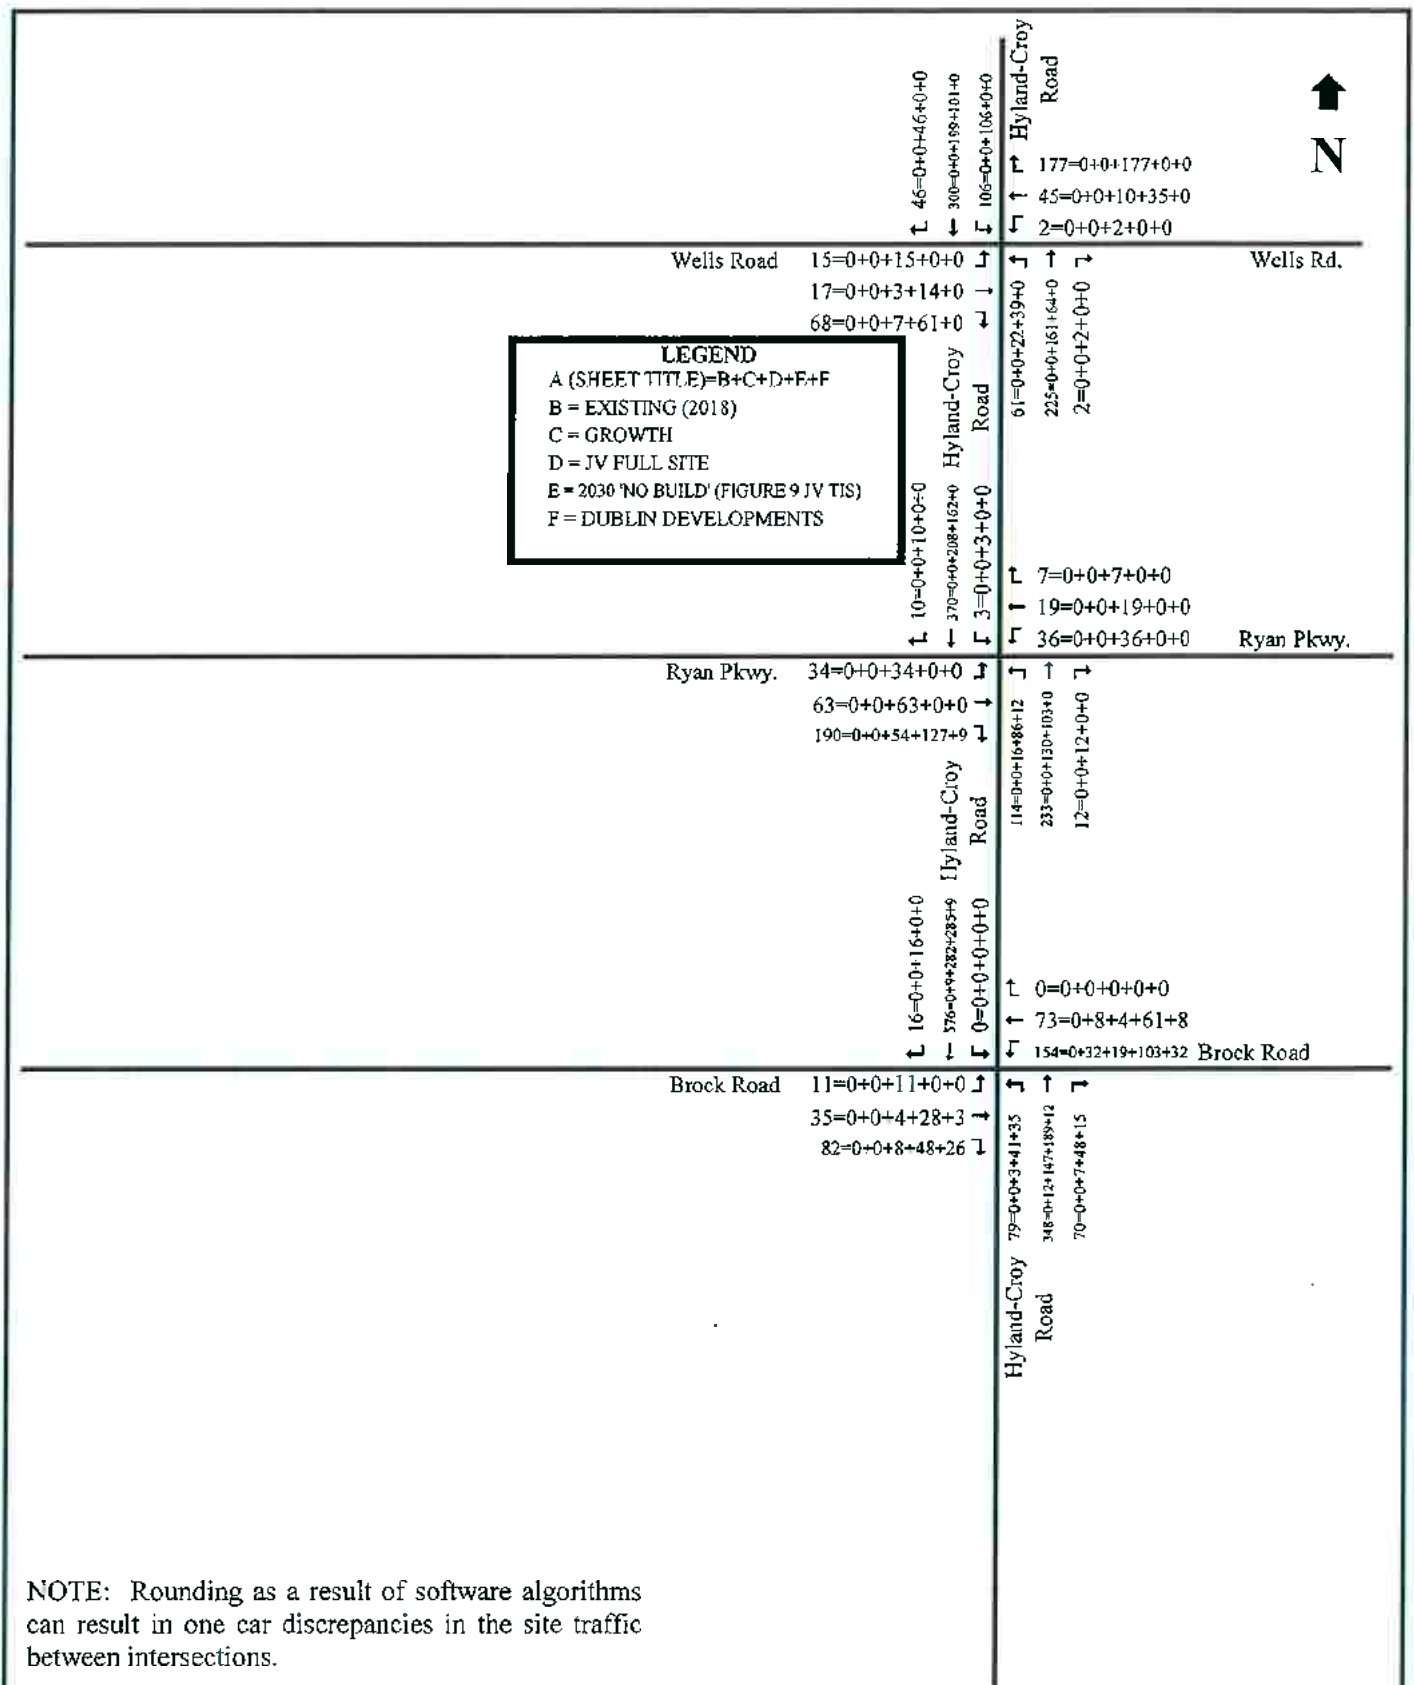 Hyland-Croy
Road
N
46=0+0+46+0+0
300=0+0+199+101+0
106=0+0+106+0+0
177=0+0+177+0+0
45=0+0+10+35+0
2=0+0+2+0+0
Wells Road
15=0+0+15+0+0
Wells Rd.
17=0+0+3+14+0
68=0+0+7+61+0
61=0+0+22+39+0
225=0+0+161+64+0
2=0+0+2+0+0
LEGEND
A (SHEET TITLE)=B+C+D+E+F
B = EXISTING (2018)
C = GROWTH
D = JV FULL SITE
E = 2030 'NO BUILD' (FIGURE 9 JV TIS)
F = DUBLIN DEVELOPMENTS
Hyland-Croy
Road
10=0+0+10+0+0
370=0+0+208+162+0
3=0+0+3+0+0
7=0+0+7+0+0
19=0+0+19+0+0
36=0+0+36+0+0
Ryan Pkwy.
Ryan Pkwy.
34=0+0+34+0+0
63=0+0+63+0+0
190=0+0+54+127+9
114=0+0+16+86+12
233=0+0+130+103+0
12=0+0+12+0+0
Hyland-Croy
Road
16=0+0+16+0+0
576=0+9+282+285+9
0=0+0+0+0+0
0=0+0+0+0+0
73=0+8+4+61+8
154=0+32+19+103+32
Brock Road
Brock Road
11=0+0+11+0+0
35=0+0+4+28+3
82=0+0+8+48+26
79=0+0+3+41+35
348=0+12+147+189+12
70=0+0+7+48+15
Hyland-Croy
Road
NOTE: Rounding as a result of software algorithms
can result in one car discrepancies in the site traffic
between intersections.